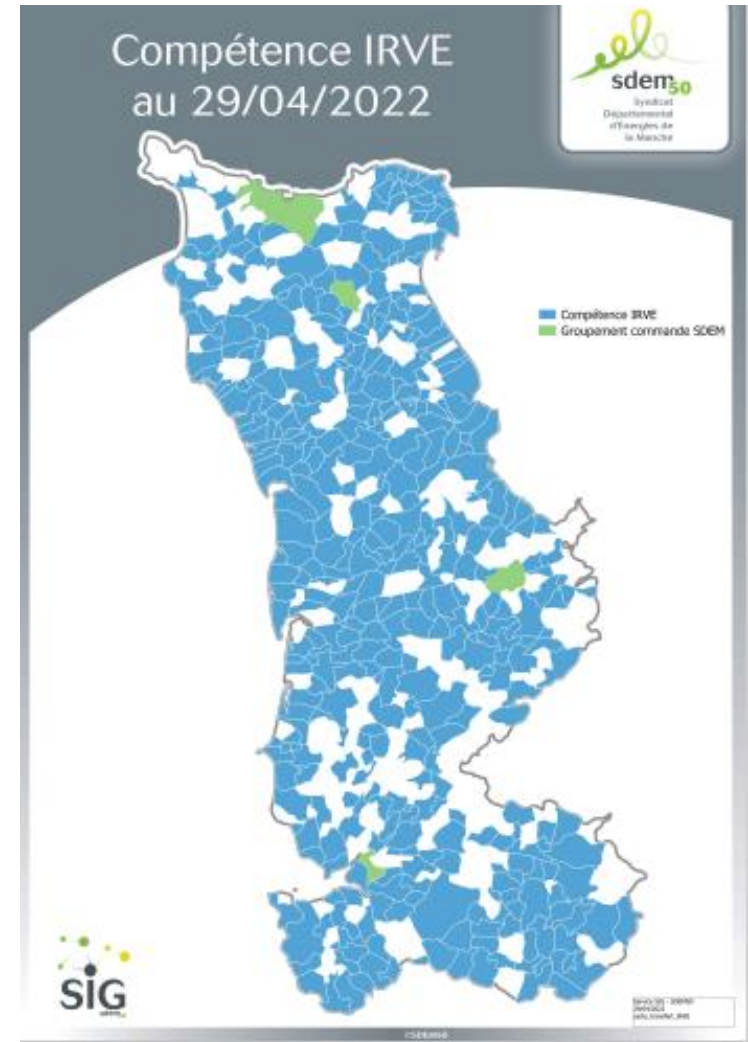 Compétence IRVE
au 29/04/2022
sdem50
Syndicat
Départemental
d'Energies de
la Manche
Compétence IRVE
Groupement commande SDEM
SIG
©SDEM50